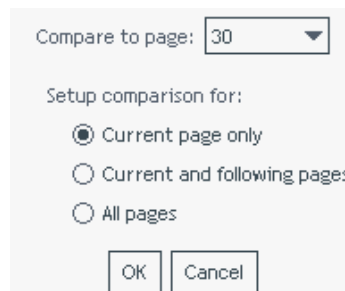 Compare to page: 30
Setup comparison for:
Current page only
Current and following pages
All pages
OK Cancel